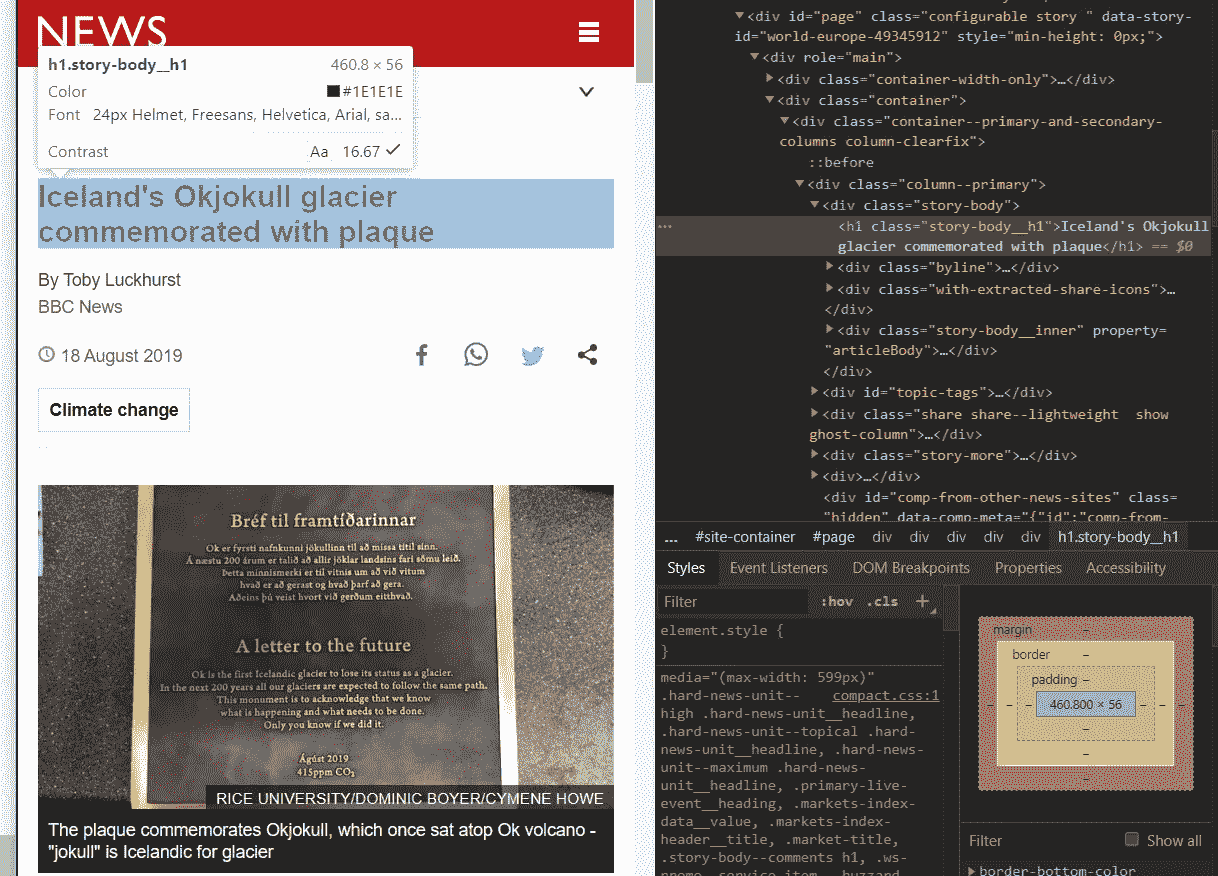 NEWS
h1.story-body__h1 460.8 × 56
Color #1E1E1E
Font 24px Helmet, Freesans, Helvetica, Arial, sa...
Contrast Aa 16.67 ✓
Iceland's Okjokull glacier
commemorated with plaque
By Toby Luckhurst
BBC News
18 August 2019
Climate change
Bréf til framtíðarinnar
Ok er fyrsti nafnkunni jökullinn til að missa titil sinn.
Á næstu 200 árum er talið að allir jöklar landsins fari sömu leið.
Þetta minnismerki er til vitnis um að við vitum
hvað er að gerast og hvað þarf að gera.
Aðeins þú veist hvort við gerðum eitthvað.
A letter to the future
Ok is the first Icelandic glacier to lose its status as a glacier.
In the next 200 years all our glaciers are expected to follow the same path.
This monument is to acknowledge that we know
what is happening and what needs to be done.
Only you know if we did it.
Ágúst 2019
415ppm CO₂
RICE UNIVERSITY/DOMINIC BOYER/CYMENE HOWE
The plaque commemorates Okjokull, which once sat atop Ok volcano -
"jokull" is Icelandic for glacier
▼<div id="page" class="configurable story " data-story-
id="world-europe-49345912" style="min-height: 0px;">
▼<div role="main">
▶<div class="container-width-only">…</div>
▼<div class="container">
▼<div class="container--primary-and-secondary-
columns column-clearfix">
::before
▼<div class="column--primary">
▼<div class="story-body">
… <h1 class="story-body__h1">Iceland's Okjokull
glacier commemorated with plaque</h1> == $0
▶<div class="byline">…</div>
▶<div class="with-extracted-share-icons">…
</div>
▶<div class="story-body__inner" property=
"articleBody">…</div>
</div>
▶<div id="topic-tags">…</div>
▶<div class="share share--lightweight  show
ghost-column">…</div>
▶<div class="story-more">…</div>
▶<div>…</div>
<div id="comp-from-other-news-sites" class=
"hidden" data-comp-meta="{"id":"comp-from-
... #site-container #page div div div div div h1.story-body__h1
Styles Event Listeners DOM Breakpoints Properties Accessibility
Filter :hov .cls +
element.style {
}
media="(max-width: 599px)"
.hard-news-unit-- compact.css:1
high .hard-news-unit__headline,
.hard-news-unit--topical .hard-
news-unit__headline, .hard-news-
unit--maximum .hard-news-
unit__headline, .primary-live-
event__heading, .markets-index-
data__value, .markets-index-
header__title, .market-title,
.story-body--comments h1, .ws-
margin –
border –
padding –
– – – 460.800 × 56 – – –
–
–
Filter Show all
▶border-bottom-color